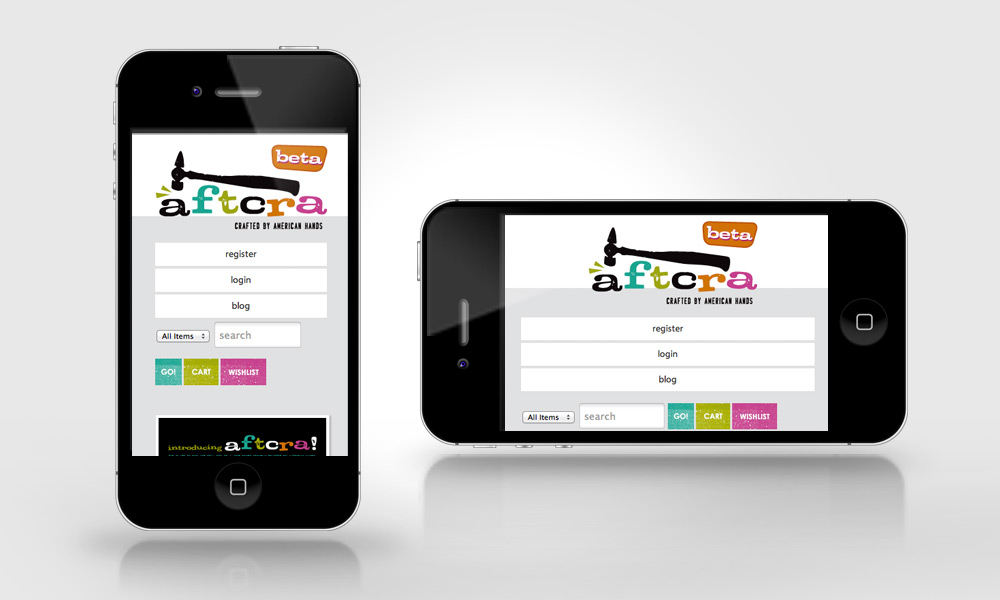 beta
aftcra
CRAFTED BY AMERICAN HANDS
register
login
blog
All Items search
GO! CART WISHLIST
introducing aftcra!
beta
aftcra
CRAFTED BY AMERICAN HANDS
register
login
blog
All Items search GO! CART WISHLIST